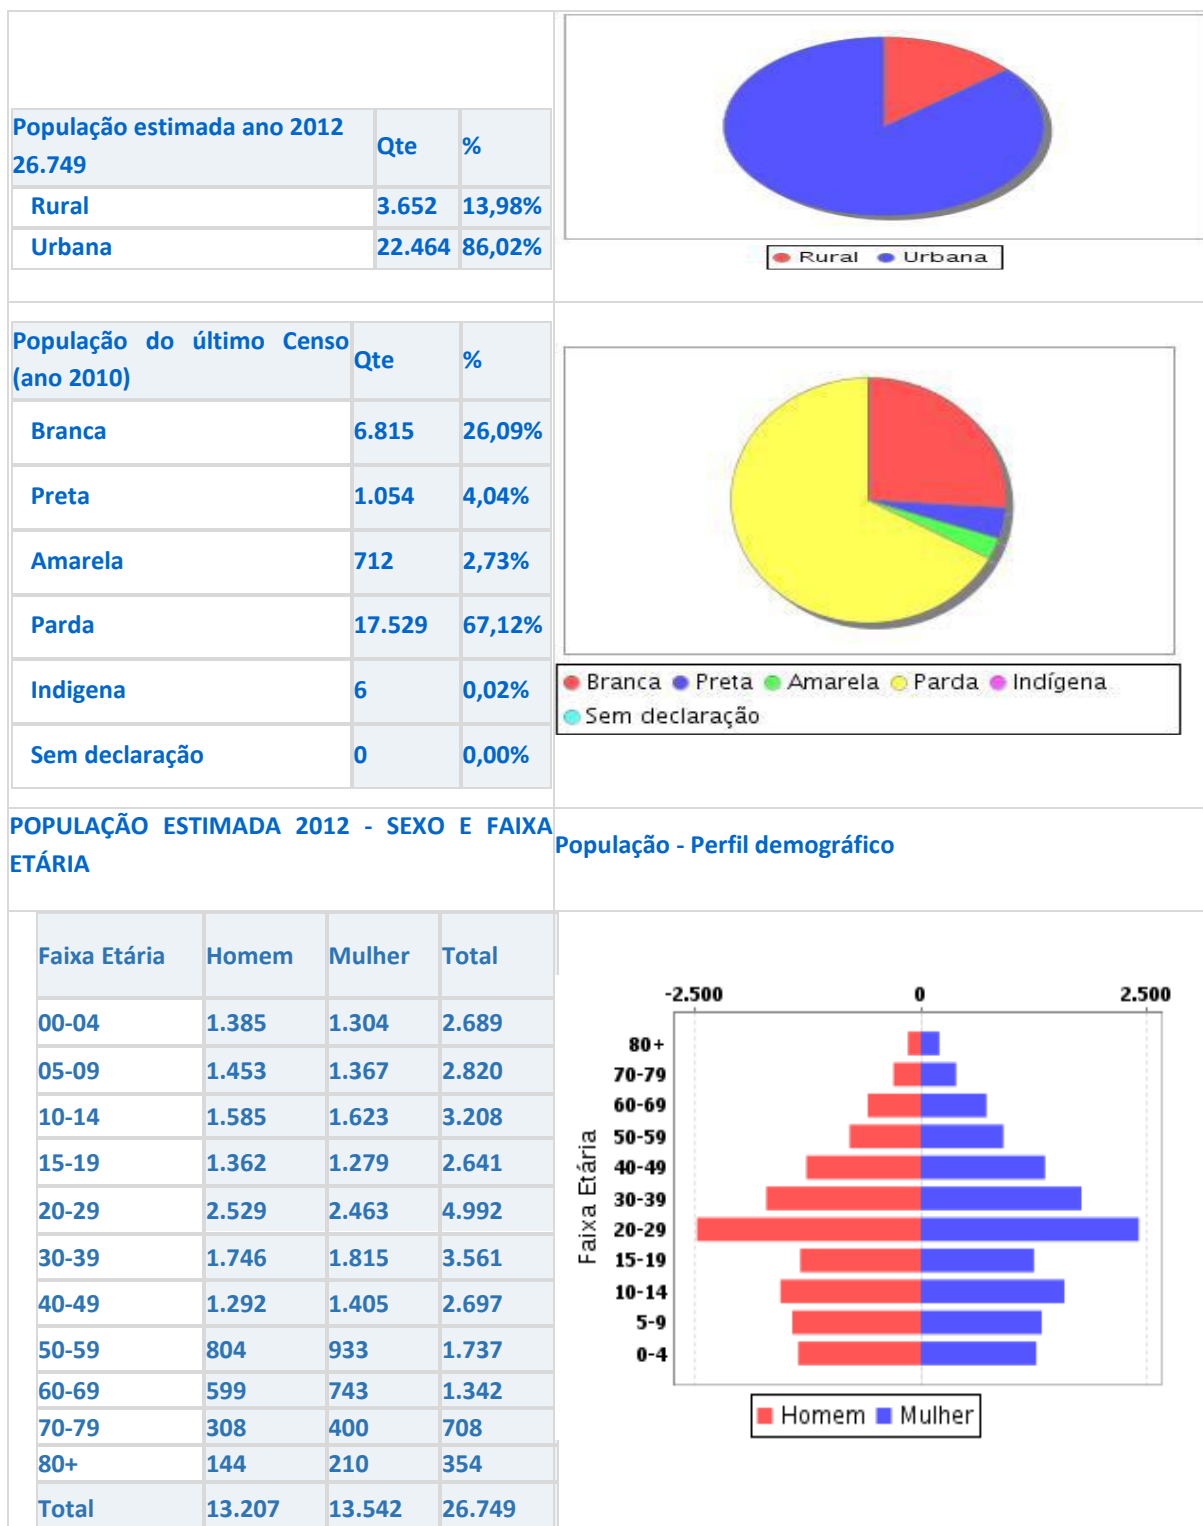 População estimada ano 2012
26.749
Qte
%
Rural
3.652
13,98%
Urbana
22.464
86,02%
Rural
Urbana
População do último Censo
(ano 2010)
Qte
%
Branca
6.815
26,09%
Preta
1.054
4,04%
Amarela
712
2,73%
Parda
17.529
67,12%
Indigena
6
0,02%
Sem declaração
0
0,00%
Branca
Preta
Amarela
Parda
Indígena
Sem declaração
POPULAÇÃO ESTIMADA 2012 - SEXO E FAIXA
ETÁRIA
População - Perfil demográfico
Faixa Etária Homem Mulher Total
00-04 1.385 1.304 2.689
05-09 1.453 1.367 2.820
10-14 1.585 1.623 3.208
15-19 1.362 1.279 2.641
20-29 2.529 2.463 4.992
30-39 1.746 1.815 3.561
40-49 1.292 1.405 2.697
50-59 804 933 1.737
60-69 599 743 1.342
70-79 308 400 708
80+ 144 210 354
Total 13.207 13.542 26.749
-2.500 0 2.500
Faixa Etária
80+
70-79
60-69
50-59
40-49
30-39
20-29
15-19
10-14
5-9
0-4
Homem
Mulher